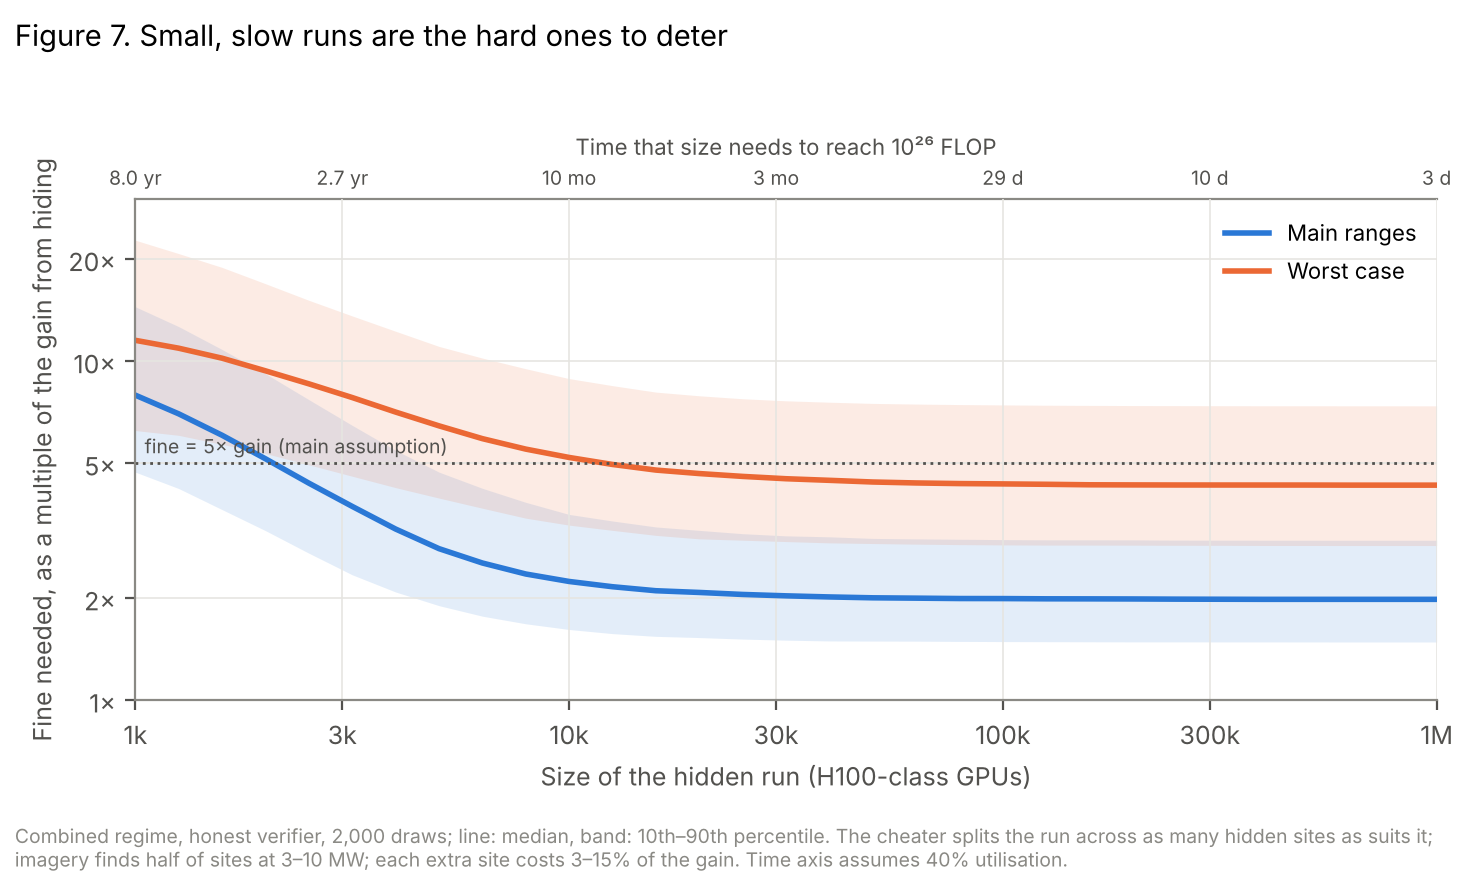 Figure 7. Small, slow runs are the hard ones to deter
Time that size needs to reach 10²⁶ FLOP
8.0 yr 2.7 yr 10 mo 3 mo 29 d 10 d 3 d
Fine needed, as a multiple of the gain from hiding
Main ranges
Worst case
20×
10×
fine = 5× gain (main assumption)
5×
2×
1×
1k 3k 10k 30k 100k 300k 1M
Size of the hidden run (H100-class GPUs)
Combined regime, honest verifier, 2,000 draws; line: median, band: 10th–90th percentile. The cheater splits the run across as many hidden sites as suits it;
imagery finds half of sites at 3–10 MW; each extra site costs 3–15% of the gain. Time axis assumes 40% utilisation.